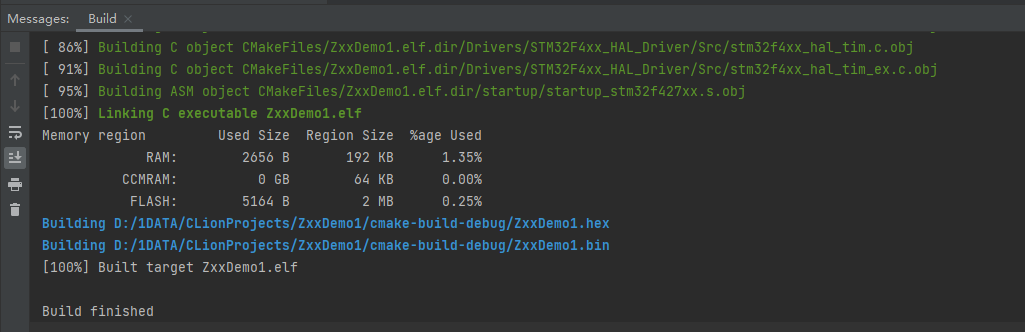 Messages: Build ×
[ 86%] Building C object CMakeFiles/ZxxDemo1.elf.dir/Drivers/STM32F4xx_HAL_Driver/Src/stm32f4xx_hal_tim.c.obj
[ 91%] Building C object CMakeFiles/ZxxDemo1.elf.dir/Drivers/STM32F4xx_HAL_Driver/Src/stm32f4xx_hal_tim_ex.c.obj
[ 95%] Building ASM object CMakeFiles/ZxxDemo1.elf.dir/startup/startup_stm32f427xx.s.obj
[100%] Linking C executable ZxxDemo1.elf
Memory region         Used Size  Region Size  %age Used
             RAM:        2656 B       192 KB      1.35%
          CCMRAM:          0 GB        64 KB      0.00%
           FLASH:        5164 B         2 MB      0.25%
Building D:/1DATA/CLionProjects/ZxxDemo1/cmake-build-debug/ZxxDemo1.hex
Building D:/1DATA/CLionProjects/ZxxDemo1/cmake-build-debug/ZxxDemo1.bin
[100%] Built target ZxxDemo1.elf
Build finished